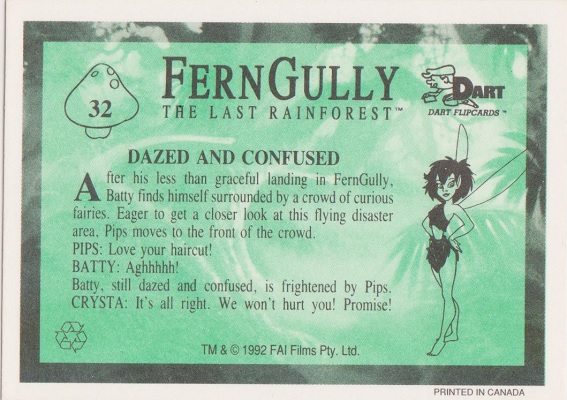 32
FERNGULLY
THE LAST RAINFOREST™
DART
DART FLIPCARDS™
DAZED AND CONFUSED
After his less than graceful landing in FernGully,
Batty finds himself surrounded by a crowd of curious
fairies. Eager to get a closer look at this flying disaster
area, Pips moves to the front of the crowd.
PIPS: Love your haircut!
BATTY: Aghhhhh!
Batty, still dazed and confused, is frightened by Pips.
CRYSTA: It's all right. We won't hurt you! Promise!
TM & © 1992 FAI Films Pty. Ltd.
PRINTED IN CANADA